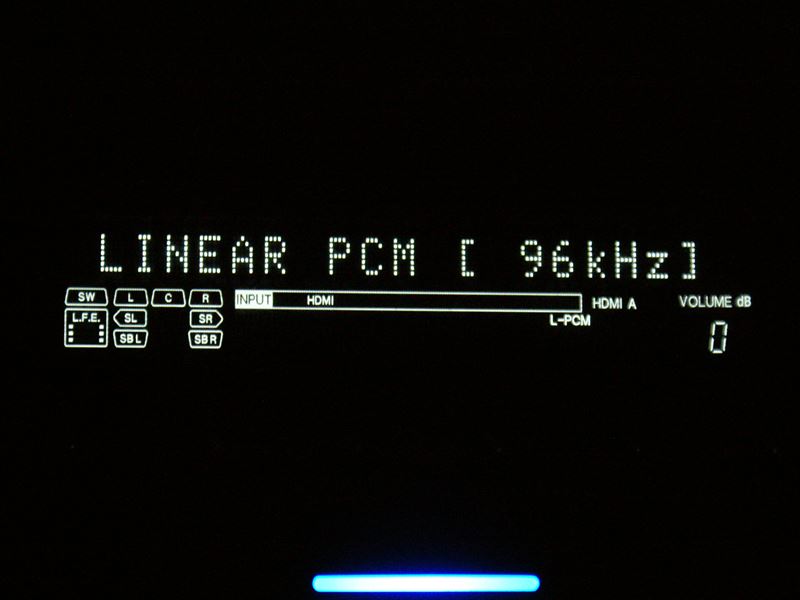 LINEAR PCM [ 96kHz]
SW L C R INPUT HDMI HDMI A VOLUME dB
L.F.E. SL SR L-PCM
SBL SBR 0